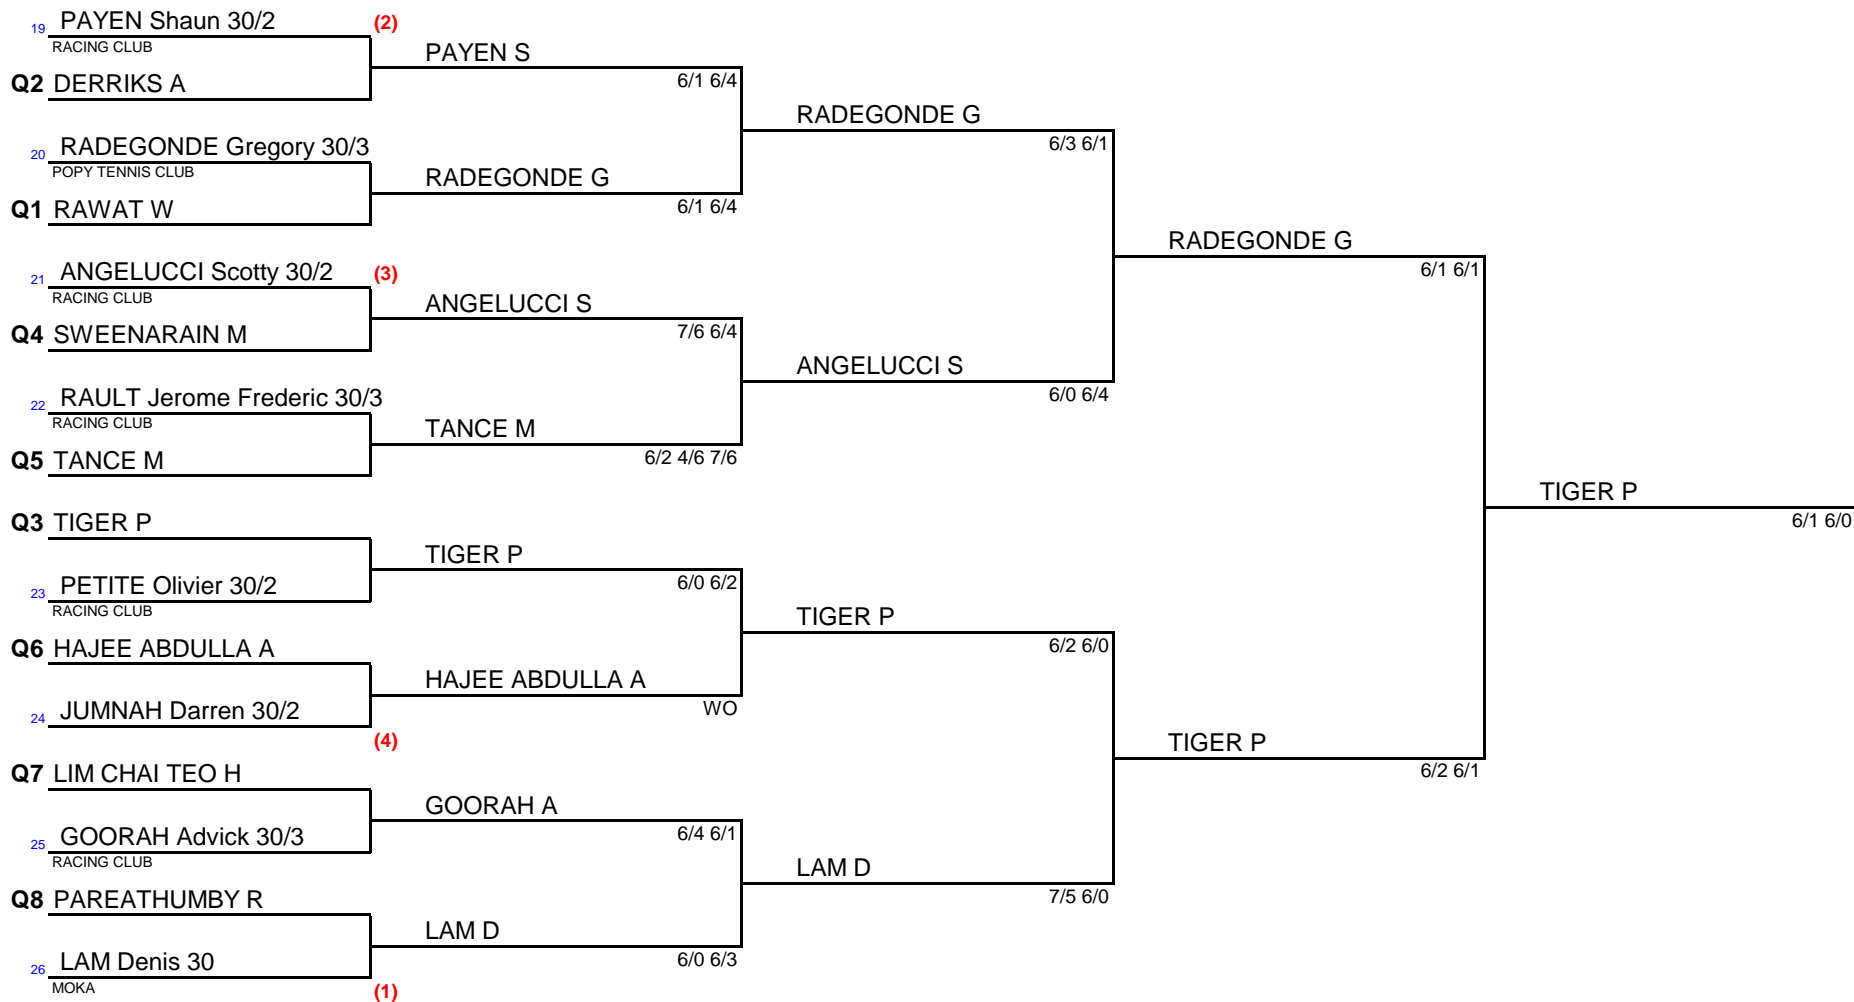 19 PAYEN Shaun 30/2 (2)
RACING CLUB
PAYEN S
Q2 DERRIKS A
6/1 6/4
RADEGONDE G
20 RADEGONDE Gregory 30/3
6/3 6/1
POPY TENNIS CLUB
RADEGONDE G
Q1 RAWAT W
6/1 6/4
RADEGONDE G
21 ANGELUCCI Scotty 30/2 (3)
6/1 6/1
RACING CLUB
ANGELUCCI S
Q4 SWEENARAIN M
7/6 6/4
ANGELUCCI S
22 RAULT Jerome Frederic 30/3
6/0 6/4
RACING CLUB
TANCE M
Q5 TANCE M
6/2 4/6 7/6
TIGER P
Q3 TIGER P
6/1 6/0
TIGER P
23 PETITE Olivier 30/2
6/0 6/2
RACING CLUB
TIGER P
Q6 HAJEE ABDULLA A
6/2 6/0
HAJEE ABDULLA A
24 JUMNAH Darren 30/2
WO
(4)
TIGER P
Q7 LIM CHAI TEO H
6/2 6/1
GOORAH A
25 GOORAH Advick 30/3
6/4 6/1
RACING CLUB
LAM D
Q8 PAREATHUMBY R
7/5 6/0
LAM D
26 LAM Denis 30
6/0 6/3
MOKA
(1)